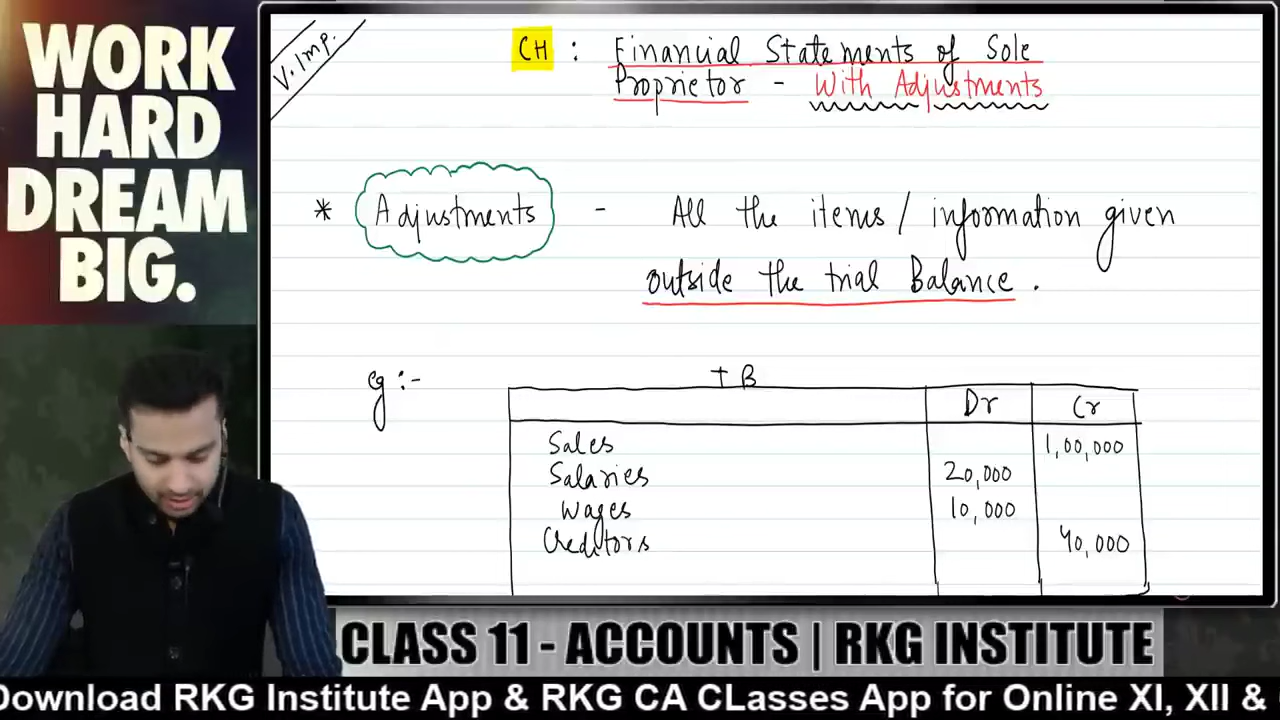 WORK
HARD
DREAM
BIG.
V. Imp.
CH : Financial Statements of Sole
Proprietor - With Adjustments
* Adjustments - All the items / information given
outside the trial Balance .
eg :-
T B
Dr Cr
Sales 1,00,000
Salaries 20,000
Wages 10,000
Creditors 40,000
CLASS 11 - ACCOUNTS | RKG INSTITUTE
Download RKG Institute App & RKG CA CLasses App for Online XI, XII &